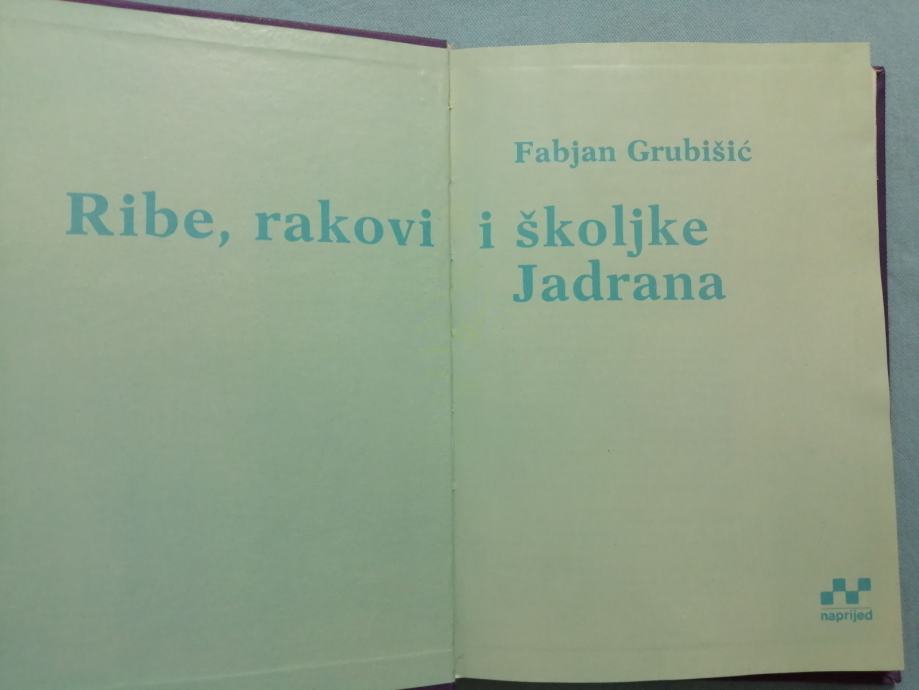 Fabjan Grubišić
Ribe, rakovi i školjke
Jadrana
naprijed